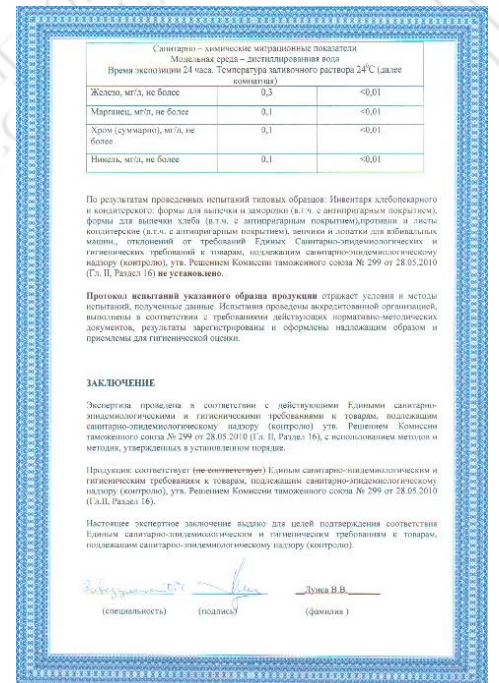 Санитарно – химические миграционные показатели
Модельная среда – дистиллированная вода
Время экспозиции 24 часа. Температура заливочного раствора 24⁰С (далее
комнатная)
Железо, мг/л, не более 0,3 <0,01
Марганец, мг/л, не более 0,1 <0,01
Хром (суммарно), мг/л, не
более 0,1 <0,01
Никель, мг/л, не более 0,1 <0,01
По результатам проведенных испытаний типовых образцов: Инвентаря хлебопекарного
и кондитерского: формы для выпечки и заморозки (в.т.ч. с антипригарным покрытием),
формы для выпечки хлеба (в.т.ч. с антипригарным покрытием),противни и листы
кондитерские (в.т.ч. с антипригарным покрытием), венчики и лопатки для взбивальных
машин., отклонений от требований Единых Санитарно-эпидемиологических и
гигиенических требований к товарам, подлежащим санитарно-эпидемиологическому
надзору (контролю), утв. Решением Комиссии таможенного союза № 299 от 28.05.2010
(Гл. II, Раздел 16) не установлено.
Протокол испытаний указанного образца продукции отражает условия и методы
испытаний, полученные данные. Испытания проведены аккредитованной организацией,
выполнены в соответствии с требованиями действующих нормативно-методических
документов, результаты зарегистрированы и оформлены надлежащим образом и
приемлемы для гигиенической оценки.
ЗАКЛЮЧЕНИЕ
Экспертиза проведена в соответствии с действующими Едиными санитарно-
эпидемиологическими и гигиеническим требованиями к товарам, подлежащим
санитарно-эпидемиологическому надзору (контролю) утв. Решением Комиссии
таможенного союза № 299 от 28.05.2010 (Гл. II, Раздел 16), с использованием методов и
методик, утвержденных в установленном порядке.
Продукция: соответствует (не соответствует) Единым санитарно-эпидемиологическим и
гигиеническим требованиям к товарам, подлежащим санитарно-эпидемиологическому
надзору (контролю), утв. Решением Комиссии таможенного союза № 299 от 28.05.2010
(Гл.II, Раздел 16).
Настоящее экспертное заключение выдано для целей подтверждения соответствия
Единым санитарно-эпидемиологическим и гигиеническим требованиям к товарам,
подлежащим санитарно-эпидемиологическому надзору (контролю).
Лунев В.В.
(специальность) (подпись) (фамилия )